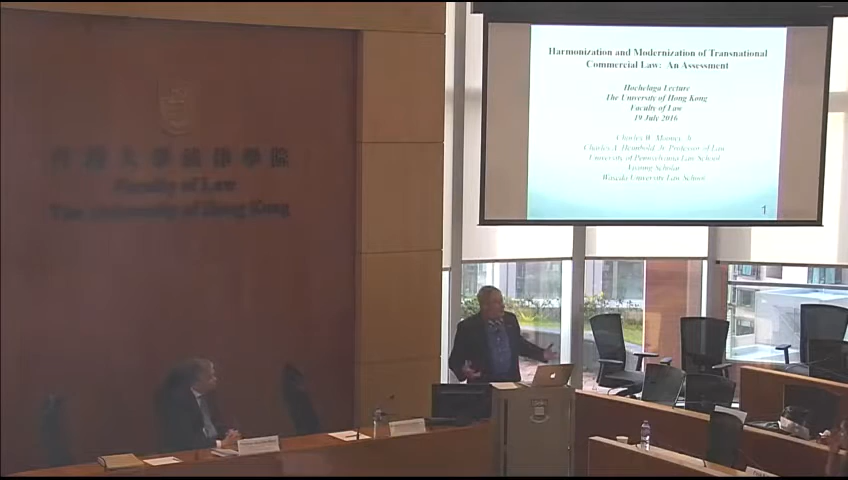 香港大學法律學院
Faculty of Law
The University of Hong Kong
Harmonization and Modernization of Transnational
Commercial Law: An Assessment
Hochelaga Lecture
The University of Hong Kong
Faculty of Law
19 July 2016
Charles W. Mooney, Jr.
Charles A. Heimbold, Jr. Professor of Law
University of Pennsylvania Law School
Visiting Scholar
Waseda University Law School
1